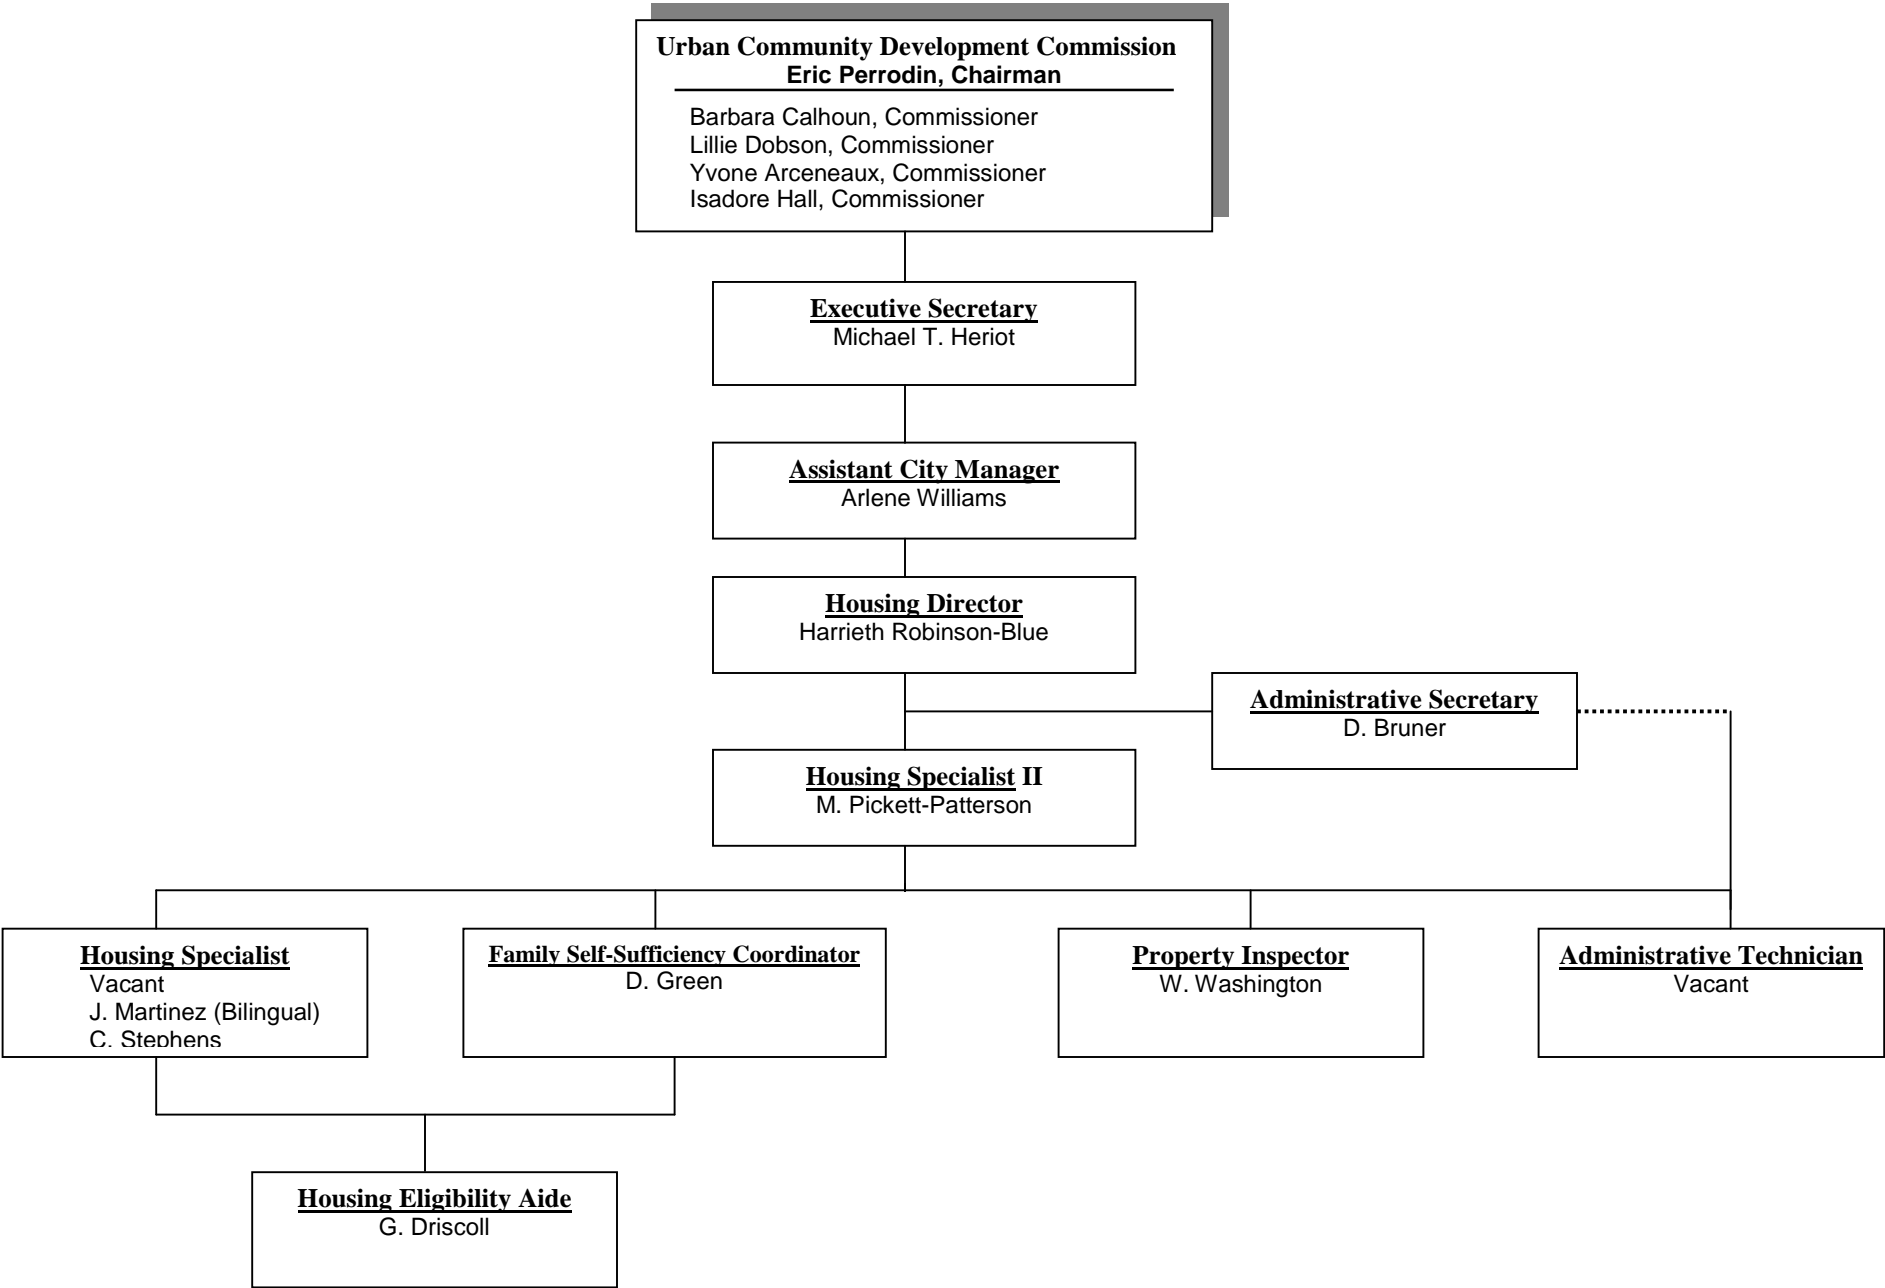 Urban Community Development Commission
Eric Perrodin, Chairman
Barbara Calhoun, Commissioner
Lillie Dobson, Commissioner
Yvone Arceneaux, Commissioner
Isadore Hall, Commissioner
Executive Secretary
Michael T. Heriot
Assistant City Manager
Arlene Williams
Housing Director
Harrieth Robinson-Blue
Administrative Secretary
D. Bruner
Housing Specialist II
M. Pickett-Patterson
Housing Specialist
Vacant
J. Martinez (Bilingual)
C. Stephens
Family Self-Sufficiency Coordinator
D. Green
Property Inspector
W. Washington
Administrative Technician
Vacant
Housing Eligibility Aide
G. Driscoll